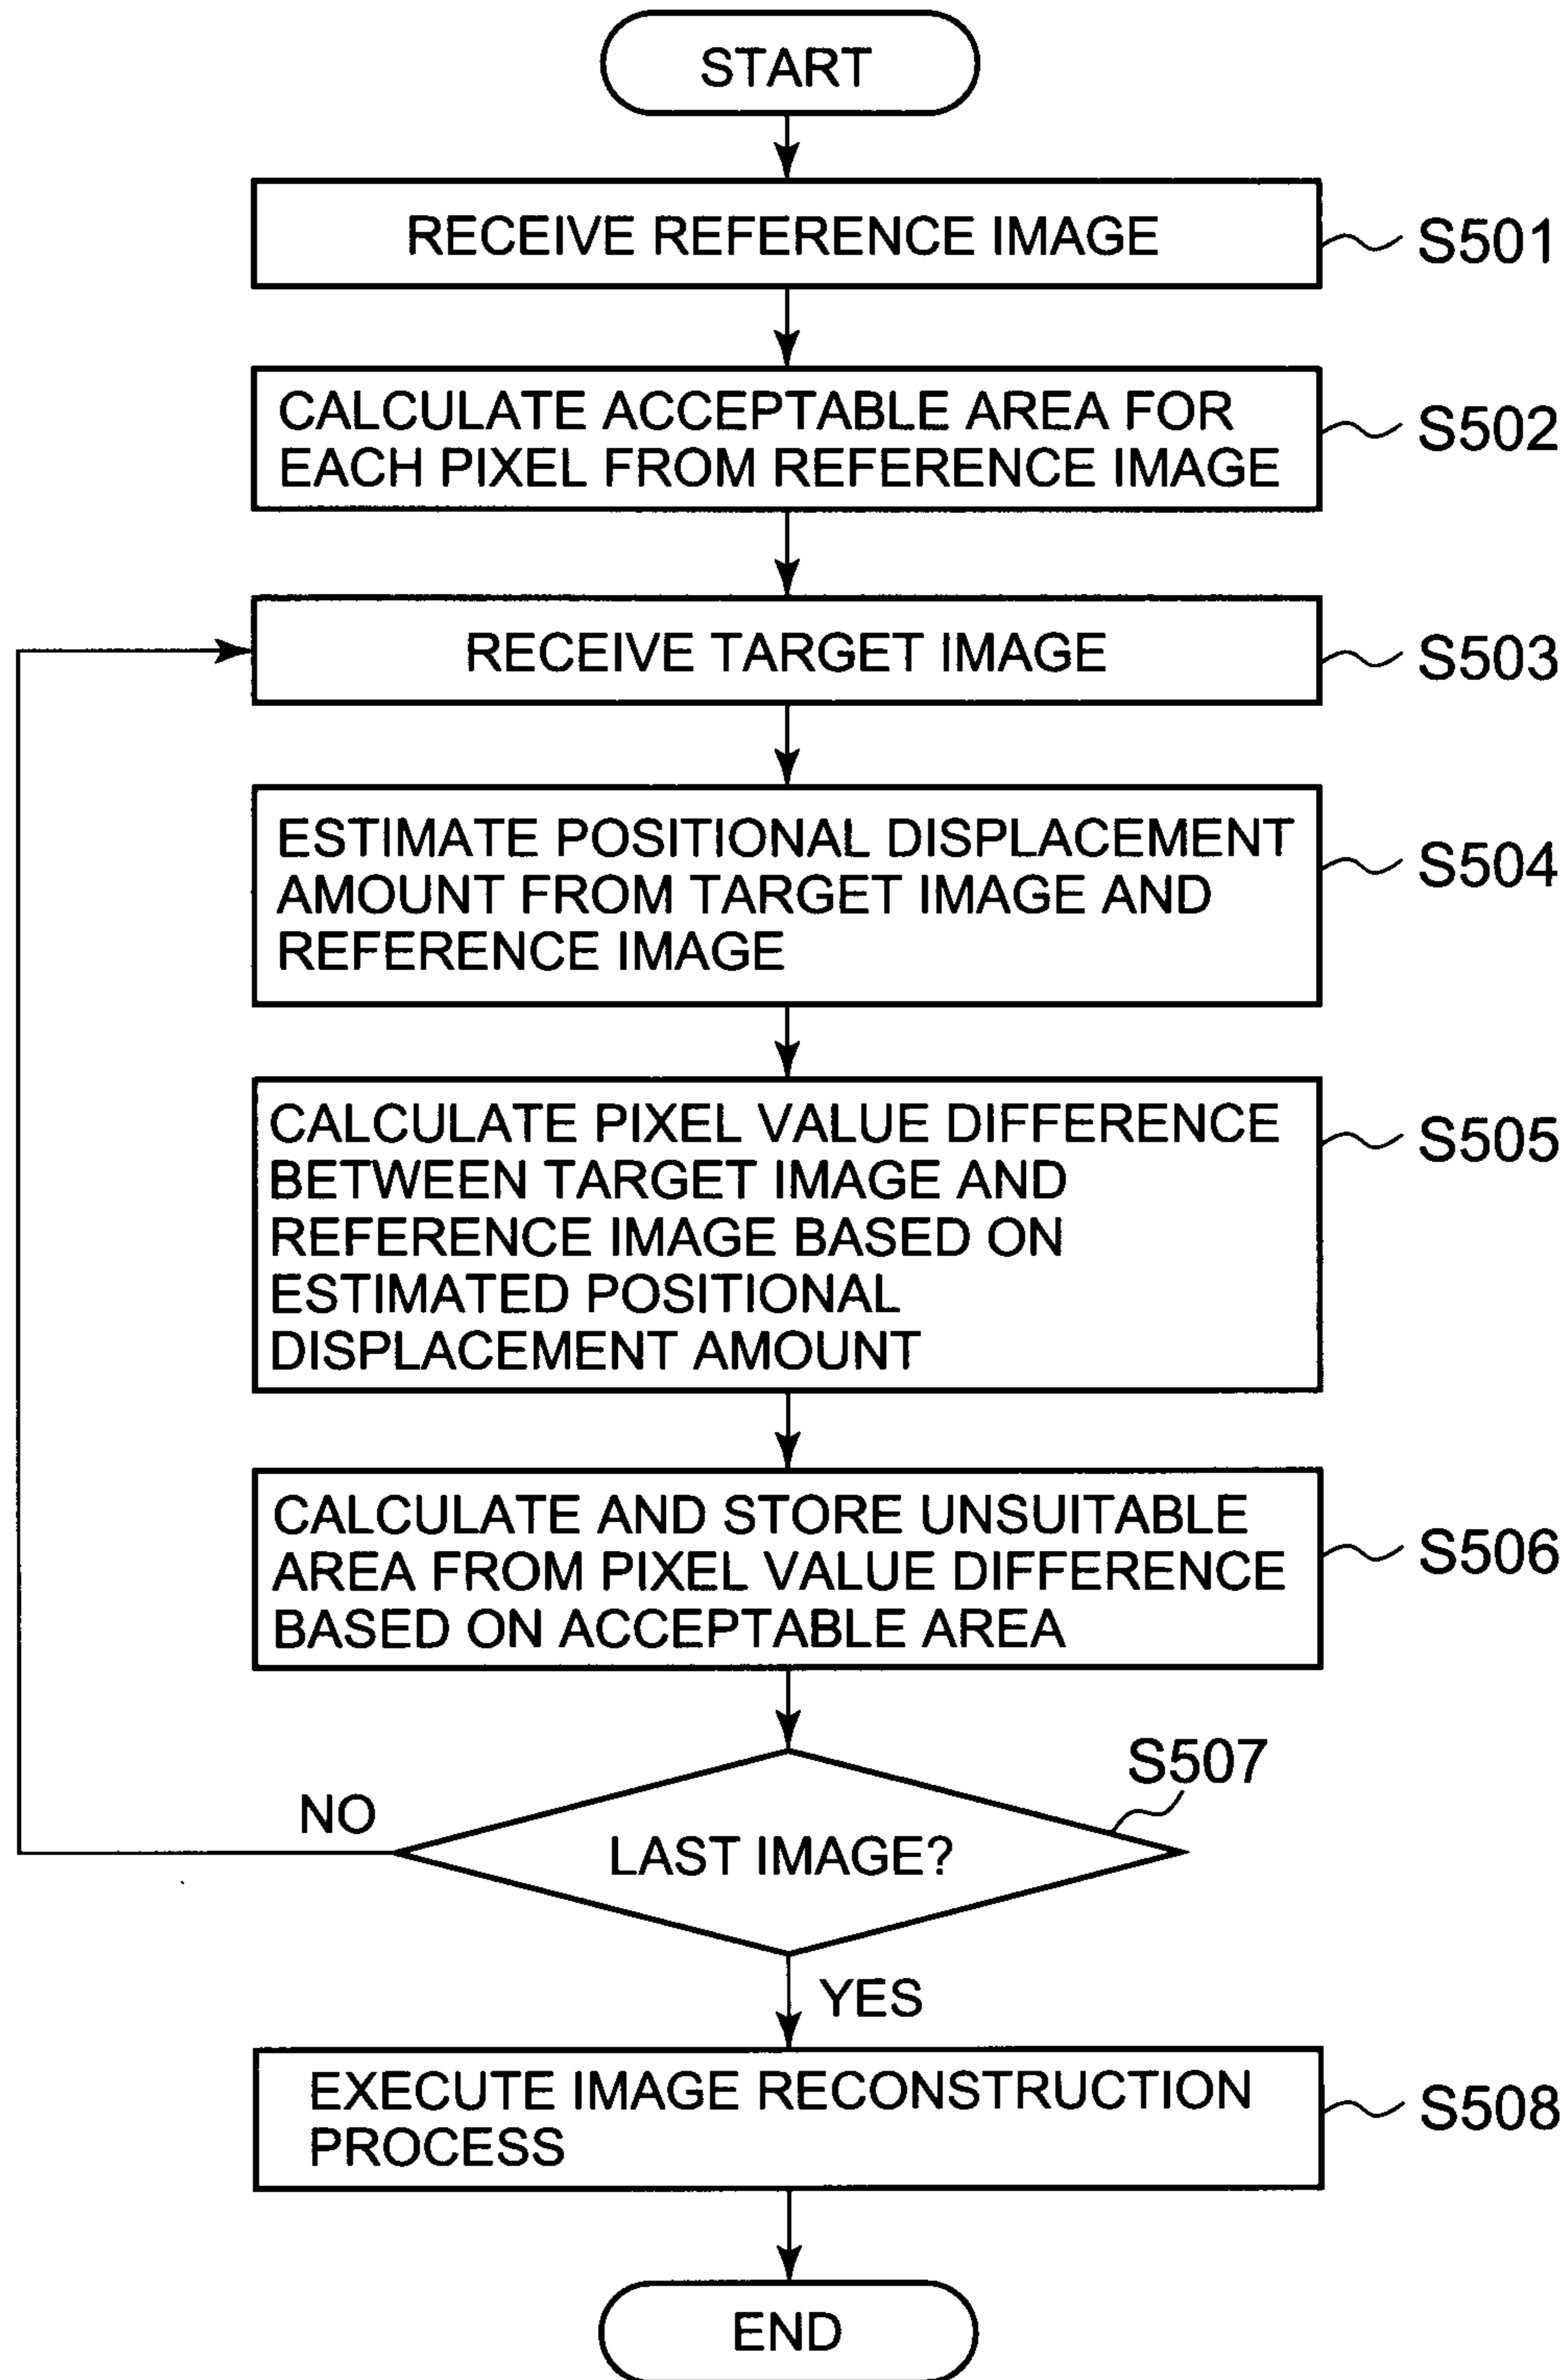 START
RECEIVE REFERENCE IMAGE
S501
CALCULATE ACCEPTABLE AREA FOR
EACH PIXEL FROM REFERENCE IMAGE
S502
RECEIVE TARGET IMAGE
S503
ESTIMATE POSITIONAL DISPLACEMENT
AMOUNT FROM TARGET IMAGE AND
REFERENCE IMAGE
S504
CALCULATE PIXEL VALUE DIFFERENCE
BETWEEN TARGET IMAGE AND
REFERENCE IMAGE BASED ON
ESTIMATED POSITIONAL
DISPLACEMENT AMOUNT
S505
CALCULATE AND STORE UNSUITABLE
AREA FROM PIXEL VALUE DIFFERENCE
BASED ON ACCEPTABLE AREA
S506
S507
NO
LAST IMAGE?
YES
EXECUTE IMAGE RECONSTRUCTION
PROCESS
S508
END